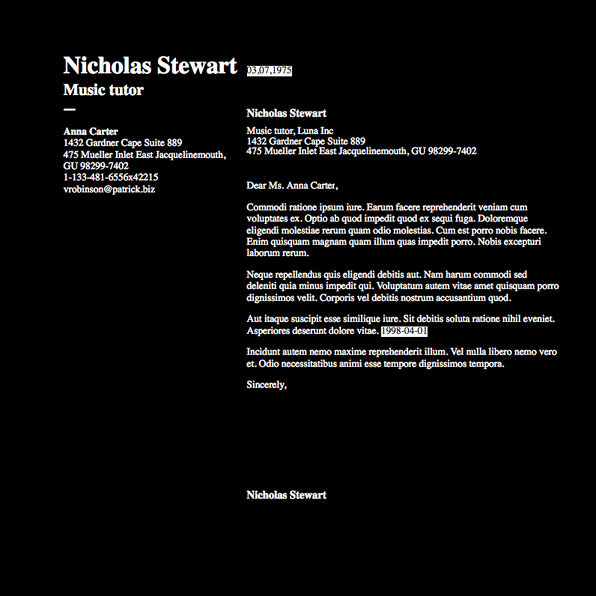 Nicholas Stewart
Music tutor
Anna Carter
1432 Gardner Cape Suite 889
475 Mueller Inlet East Jacquelinemouth,
GU 98299-7402
1-133-481-6556x42215
vrobinson@patrick.biz
03,07,1975
Nicholas Stewart
Music tutor, Luna Inc
1432 Gardner Cape Suite 889
475 Mueller Inlet East Jacquelinemouth, GU 98299-7402
Dear Ms. Anna Carter,
Commodi ratione ipsum iure. Earum facere reprehenderit veniam cum
voluptates ex. Optio ab quod impedit quod ex sequi fuga. Doloremque
eligendi molestiae rerum quam odio molestias. Cum est porro nobis facere.
Enim quisquam magnam quam illum quas impedit porro. Nobis excepturi
laborum rerum.
Neque repellendus quis eligendi debitis aut. Nam harum commodi sed
deleniti quia minus impedit qui. Voluptatum autem vitae amet quisquam porro
dignissimos velit. Corporis vel debitis nostrum accusantium quod.
Aut itaque suscipit esse similique iure. Sit debitis soluta ratione nihil eveniet.
Asperiores deserunt dolore vitae. 1998-04-01
Incidunt autem nemo maxime reprehenderit illum. Vel nulla libero nemo vero
et. Odio necessitatibus animi esse tempore dignissimos tempora.
Sincerely,
Nicholas Stewart